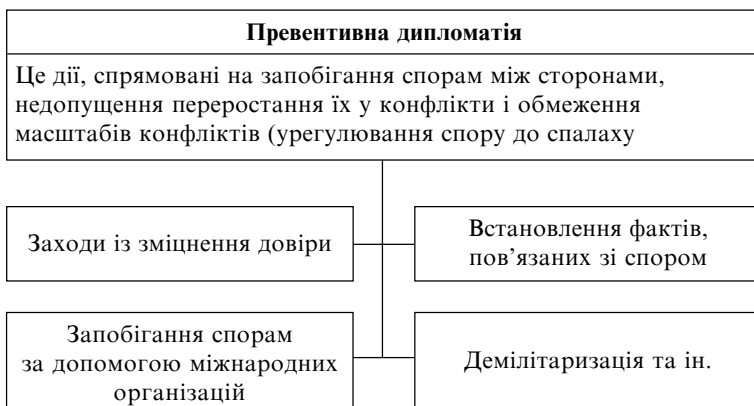 Превентивна дипломатія
Це дії, спрямовані на запобігання спорам між сторонами,
недопущення переростання їх у конфлікти і обмеження
масштабів конфліктів (урегулювання спору до спалаху
Заходи із зміцнення довіри
Встановлення фактів,
пов’язаних зі спором
Запобігання спорам
за допомогою міжнародних
організацій
Демілітаризація та ін.